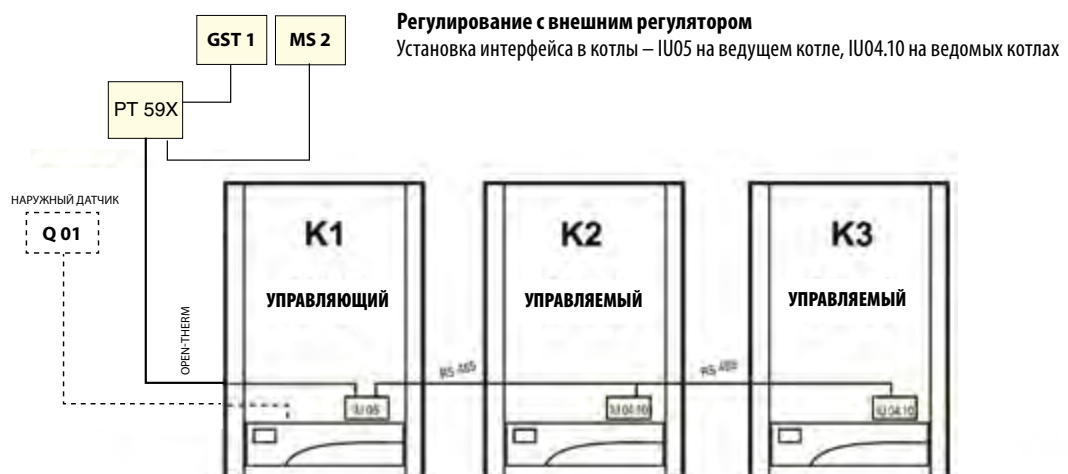 Регулирование с внешним регулятором
Установка интерфейса в котлы – IU05 на ведущем котле, IU04.10 на ведомых котлах
GST 1 MS 2
PT 59X
НАРУЖНЫЙ ДАТЧИК
Q 01
OPEN-THERM
K1 K2 K3
УПРАВЛЯЮЩИЙ УПРАВЛЯЕМЫЙ УПРАВЛЯЕМЫЙ
RS 485 RS 485
IU 05 IU 04.10 IU 04.10